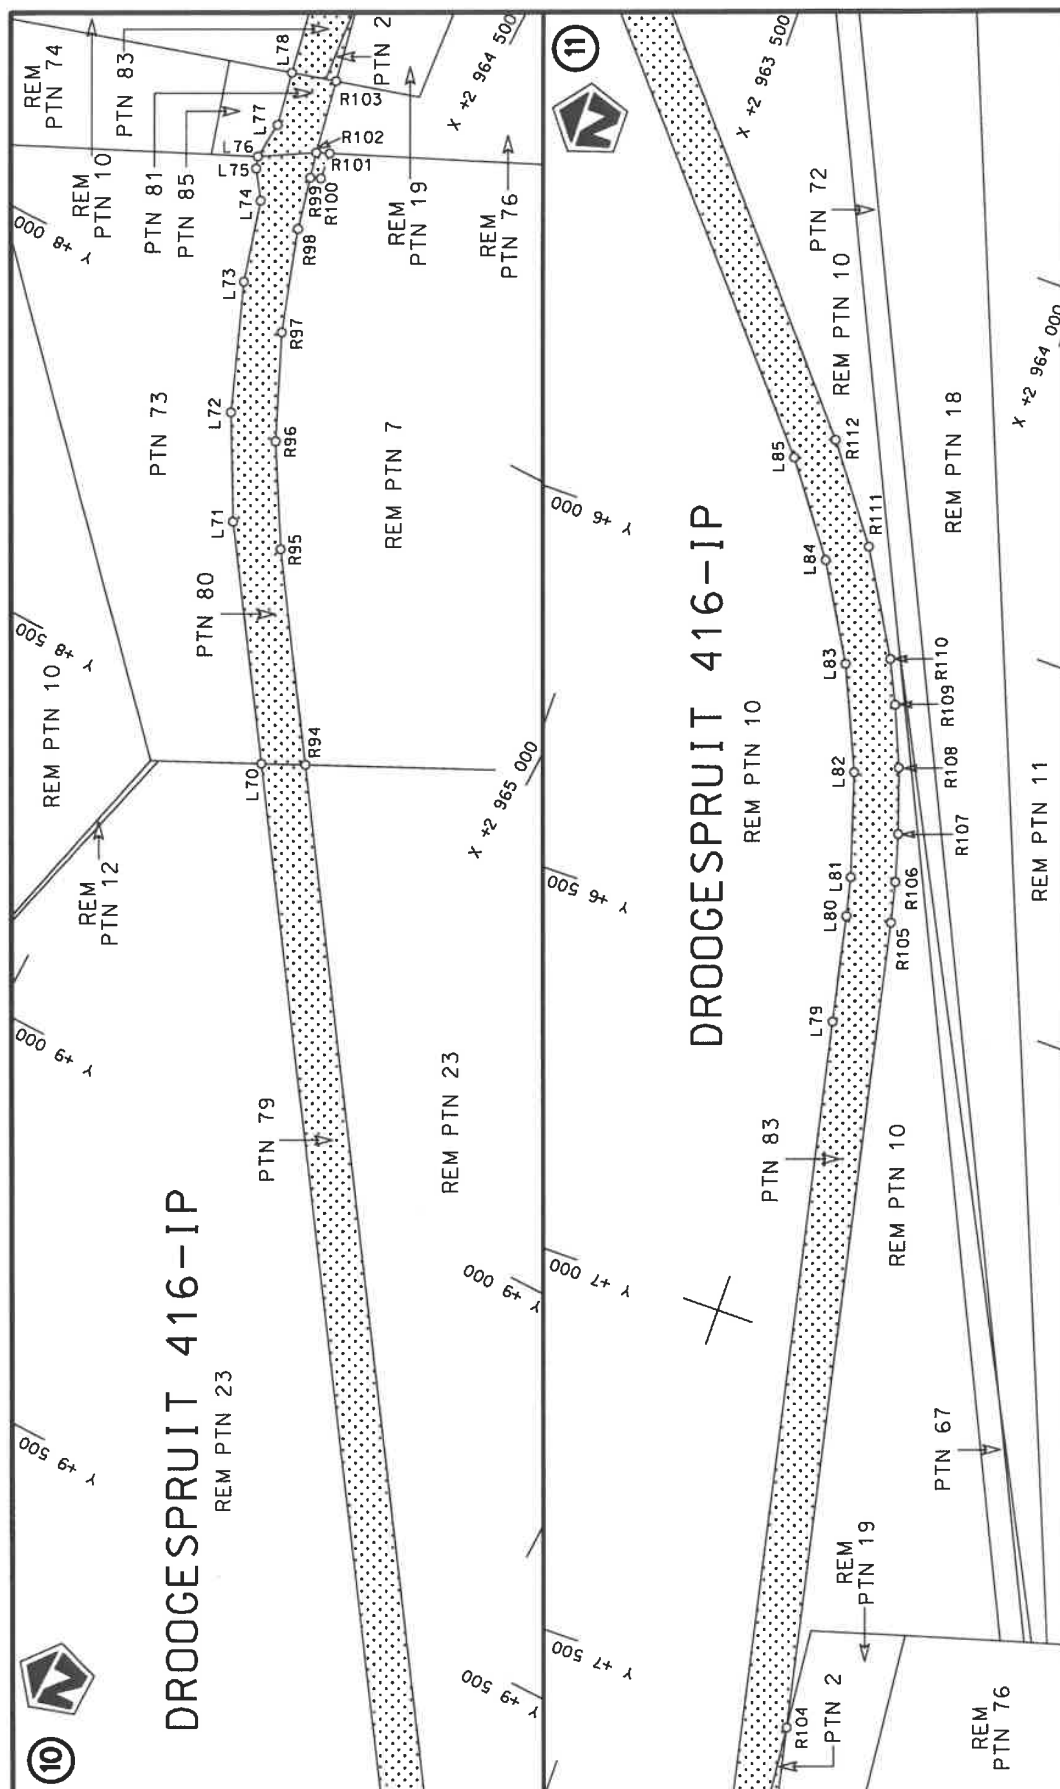 10
DROOGESPRUIT 416-IP
REM PTN 23
Y +9 500
Y +9 000
Y +8 500
Y +8 000
Y +9 500
Y +9 000
X +2 965 000
X +2 964 500
REM
PTN 12
REM PTN 10
PTN 79
REM PTN 23
PTN 80
PTN 73
REM PTN 7
L70
L71
L72
L73
L74
L75
L76
L77
L78
R94
R95
R96
R97
R98
R99
R100
R101
R102
R103
REM
PTN 74
REM
PTN 10
PTN 83
PTN 81
PTN 85
PTN 2
REM
PTN 19
REM
PTN 76
11
DROOGESPRUIT 416-IP
REM PTN 10
Y +7 500
Y +7 000
Y +6 500
Y +6 000
X +2 963 500
X +2 964 000
R104
PTN 2
REM
PTN 19
REM
PTN 76
PTN 67
PTN 83
REM PTN 10
L79
L80
L81
L82
L83
L84
L85
R105
R106
R107
R108
R109
R110
R111
R112
REM PTN 10
PTN 72
REM PTN 18
REM PTN 11